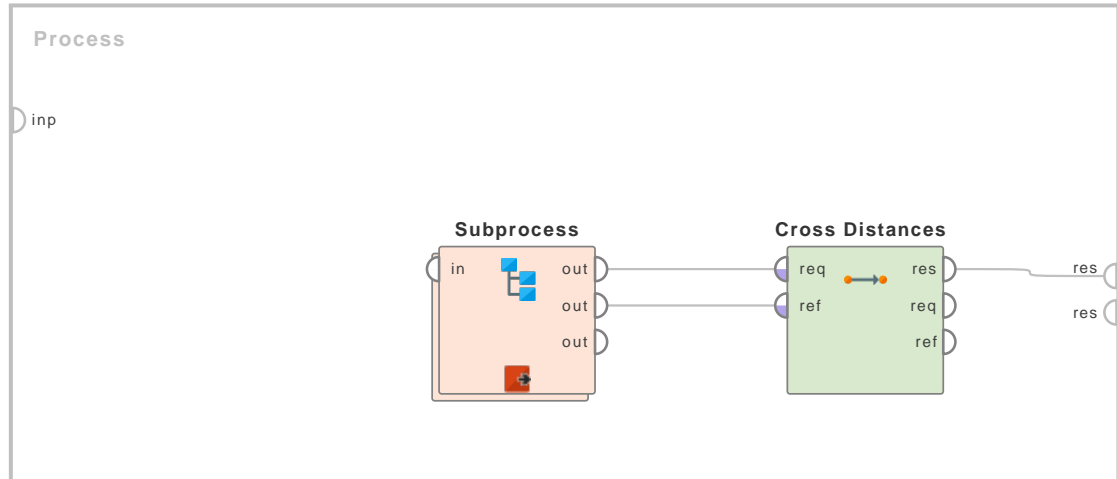 Process
inp
Subprocess
Cross Distances
in
out
req
res
res
out
ref
req
res
out
ref